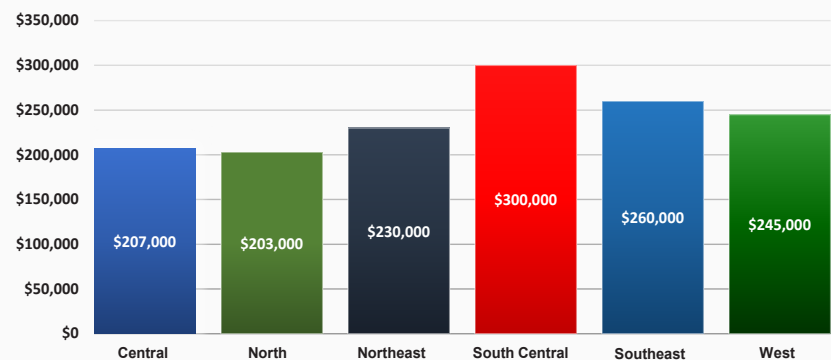 $350,000
$300,000
$250,000
$200,000
$150,000
$100,000
$50,000
$0
$207,000
$203,000
$230,000
$300,000
$260,000
$245,000
Central
North
Northeast
South Central
Southeast
West